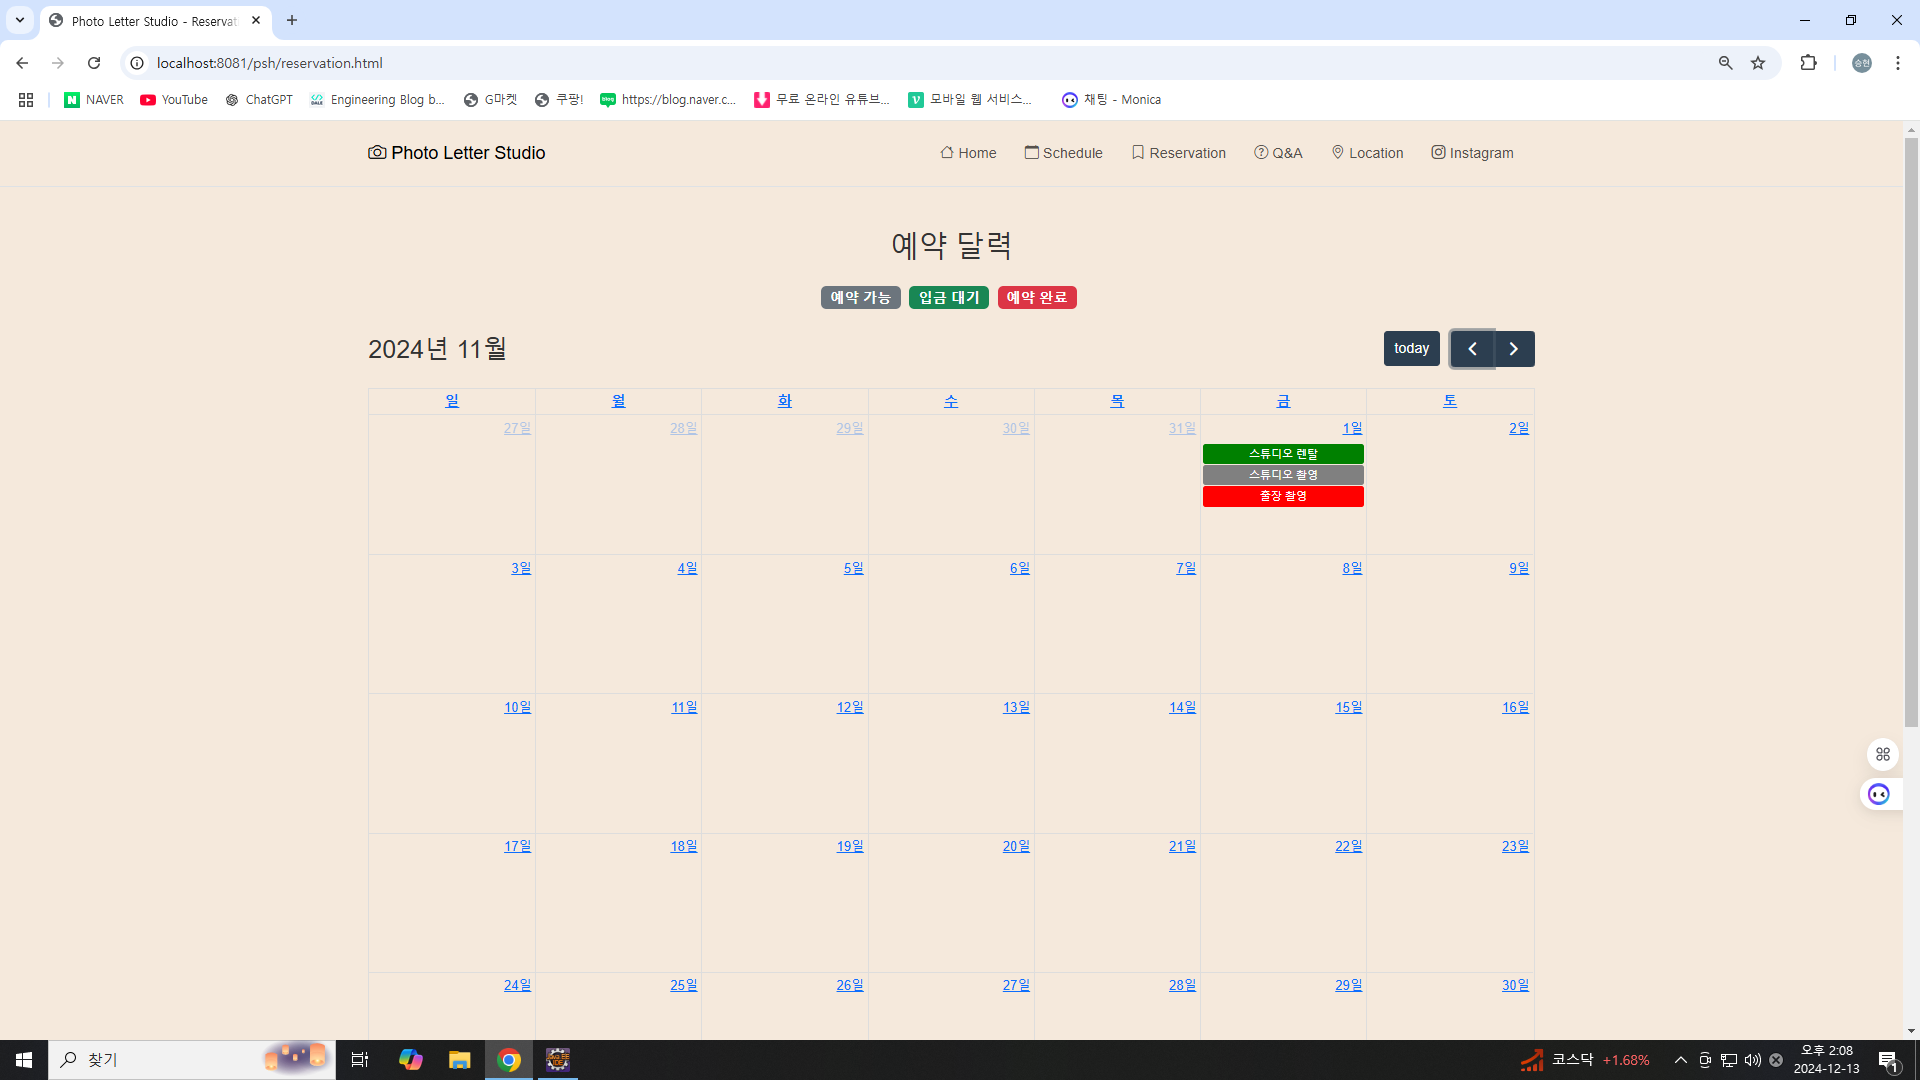 Photo Letter Studio - Reservati
localhost:8081/psh/reservation.html
승현
NAVER
YouTube
ChatGPT
Engineering Blog b...
G마켓
쿠팡!
https://blog.naver.c...
무료 온라인 유튜브...
모바일 웹 서비스...
채팅 - Monica
Photo Letter Studio
Home
Schedule
Reservation
Q&A
Location
Instagram
예약 달력
예약 가능
입금 대기
예약 완료
2024년 11월
today
일 월 화 수 목 금 토
27일 28일 29일 30일 31일 1일 2일
스튜디오 렌탈
스튜디오 촬영
출장 촬영
3일 4일 5일 6일 7일 8일 9일
10일 11일 12일 13일 14일 15일 16일
17일 18일 19일 20일 21일 22일 23일
24일 25일 26일 27일 28일 29일 30일
찾기
코스닥 +1.68%
오후 2:08
2024-12-13
1